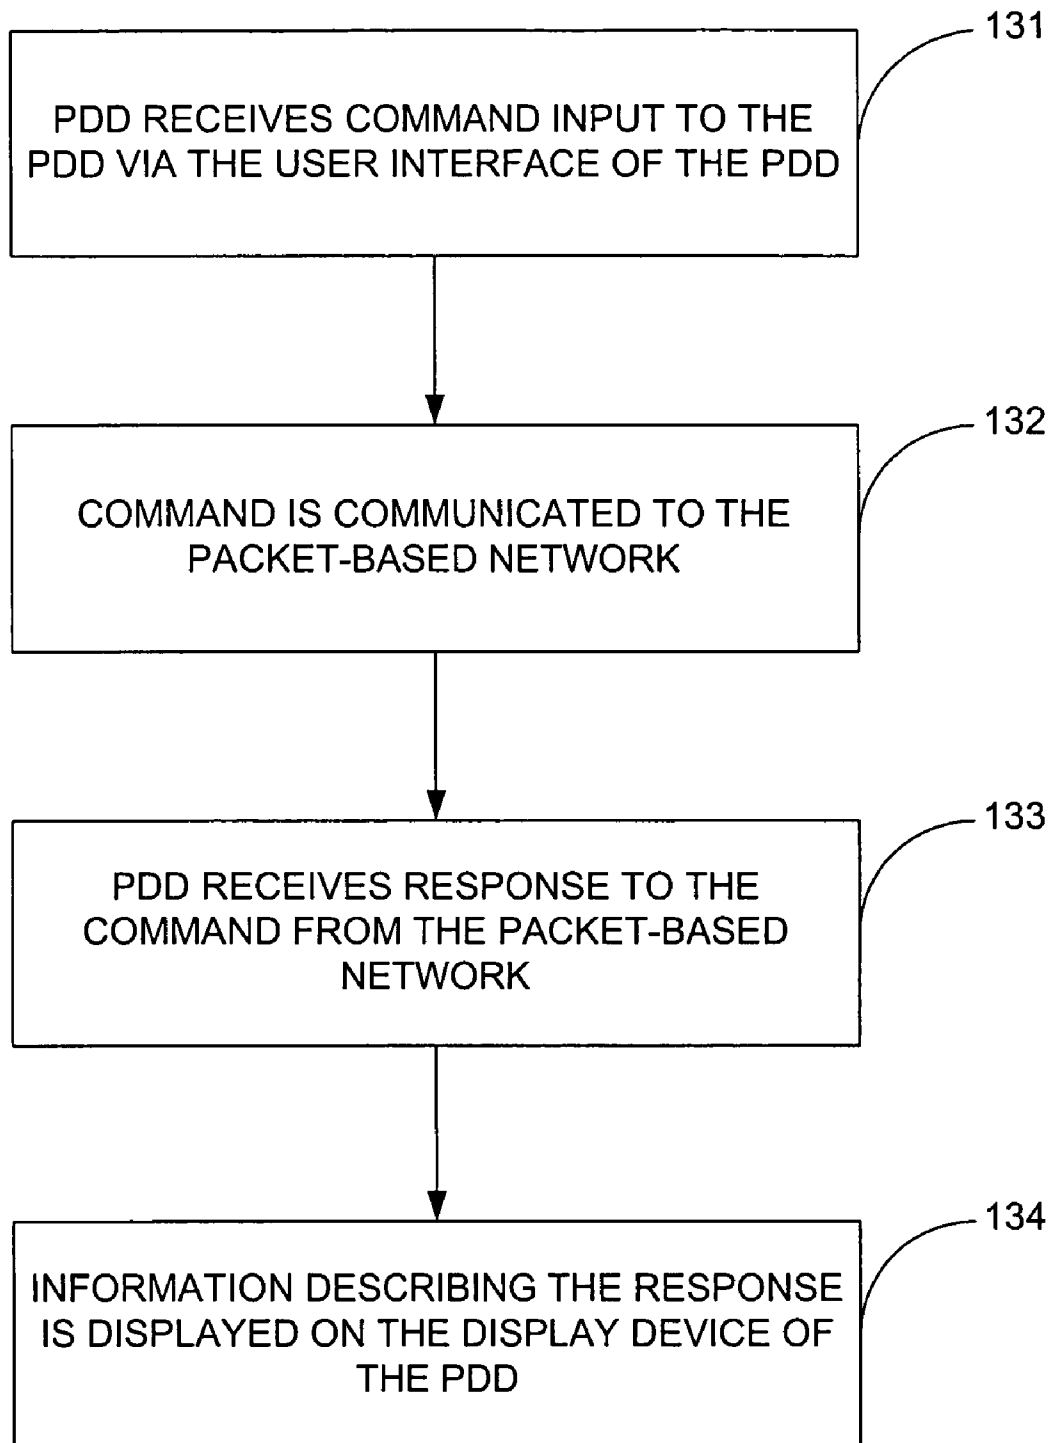 131
PDD RECEIVES COMMAND INPUT TO THE
PDD VIA THE USER INTERFACE OF THE PDD
132
COMMAND IS COMMUNICATED TO THE
PACKET-BASED NETWORK
133
PDD RECEIVES RESPONSE TO THE
COMMAND FROM THE PACKET-BASED
NETWORK
134
INFORMATION DESCRIBING THE RESPONSE
IS DISPLAYED ON THE DISPLAY DEVICE OF
THE PDD